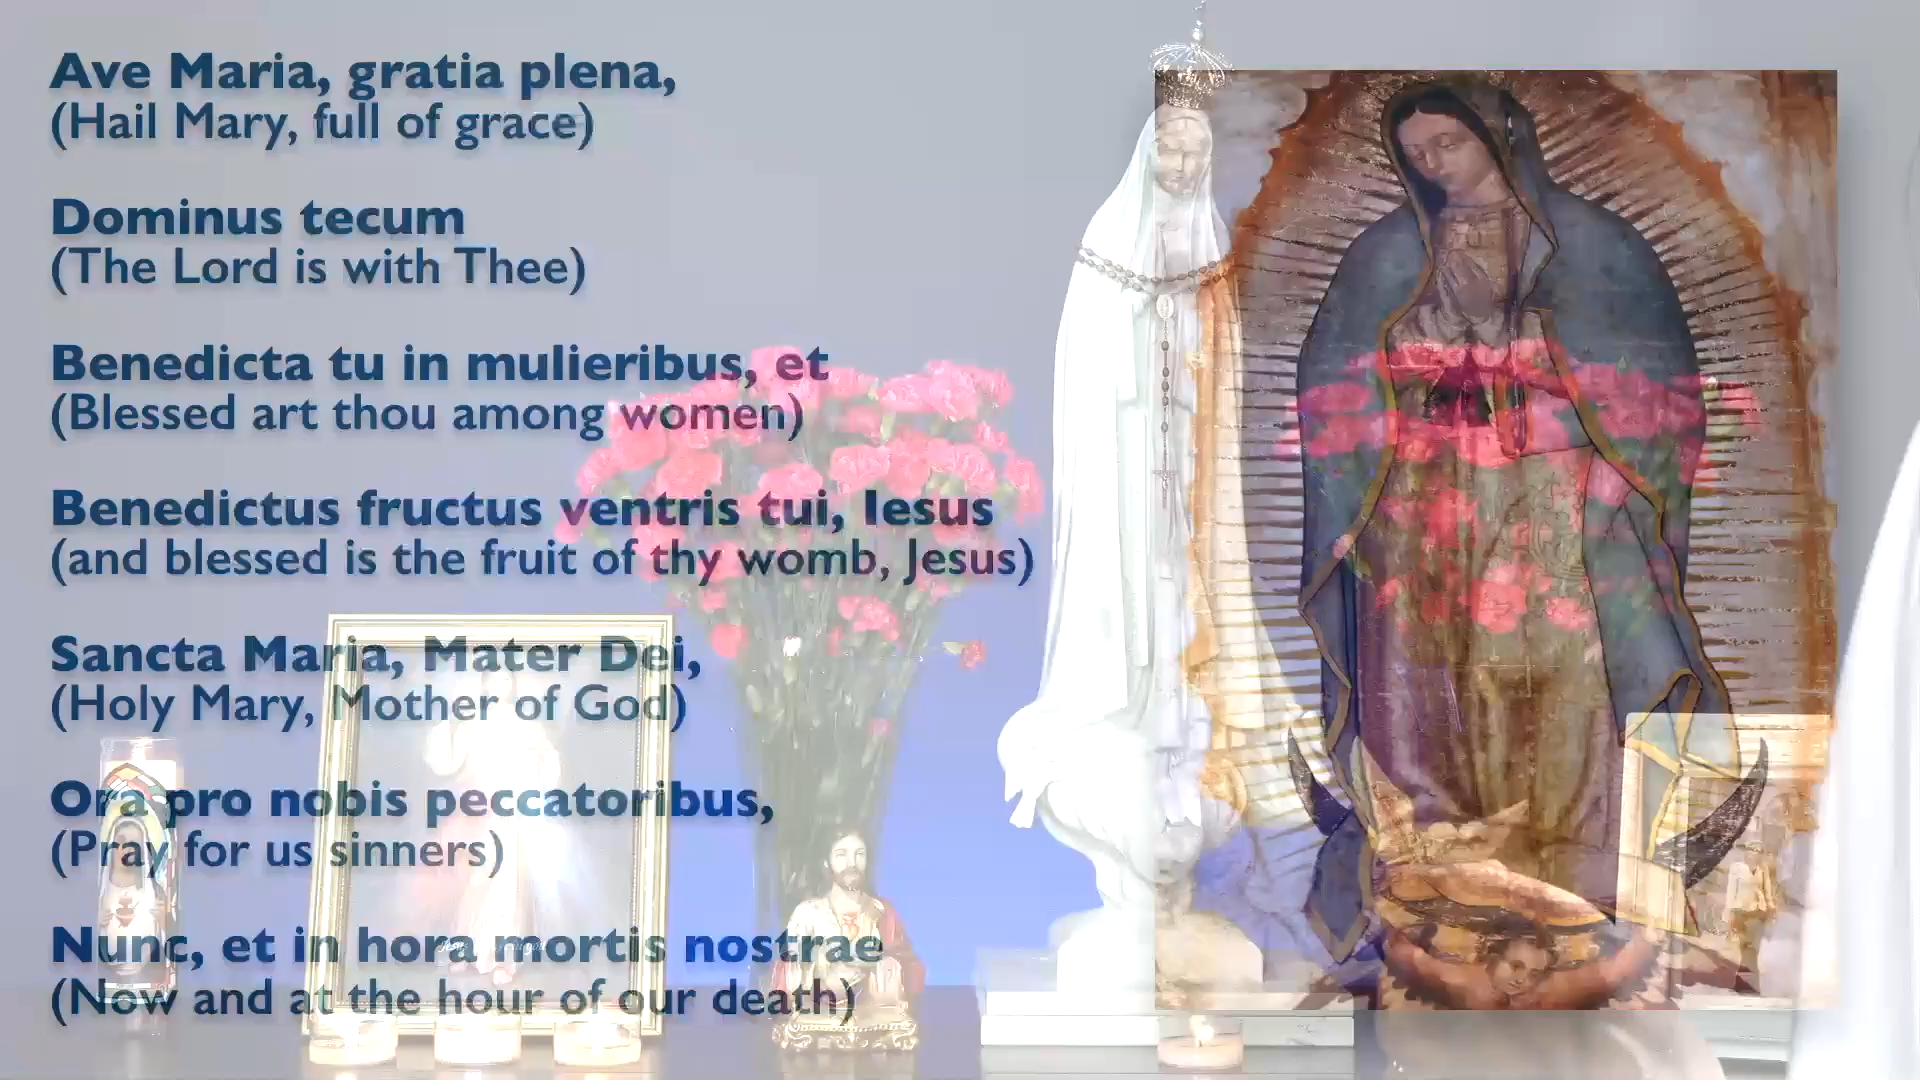 Ave Maria, gratia plena,
(Hail Mary, full of grace)
Dominus tecum
(The Lord is with Thee)
Benedicta tu in mulieribus, et
(Blessed art thou among women)
Benedictus fructus ventris tui, Iesus
(and blessed is the fruit of thy womb, Jesus)
Sancta Maria, Mater Dei,
(Holy Mary, Mother of God)
Ora pro nobis peccatoribus,
(Pray for us sinners)
Nunc, et in hora mortis nostrae
(Now and at the hour of our death)